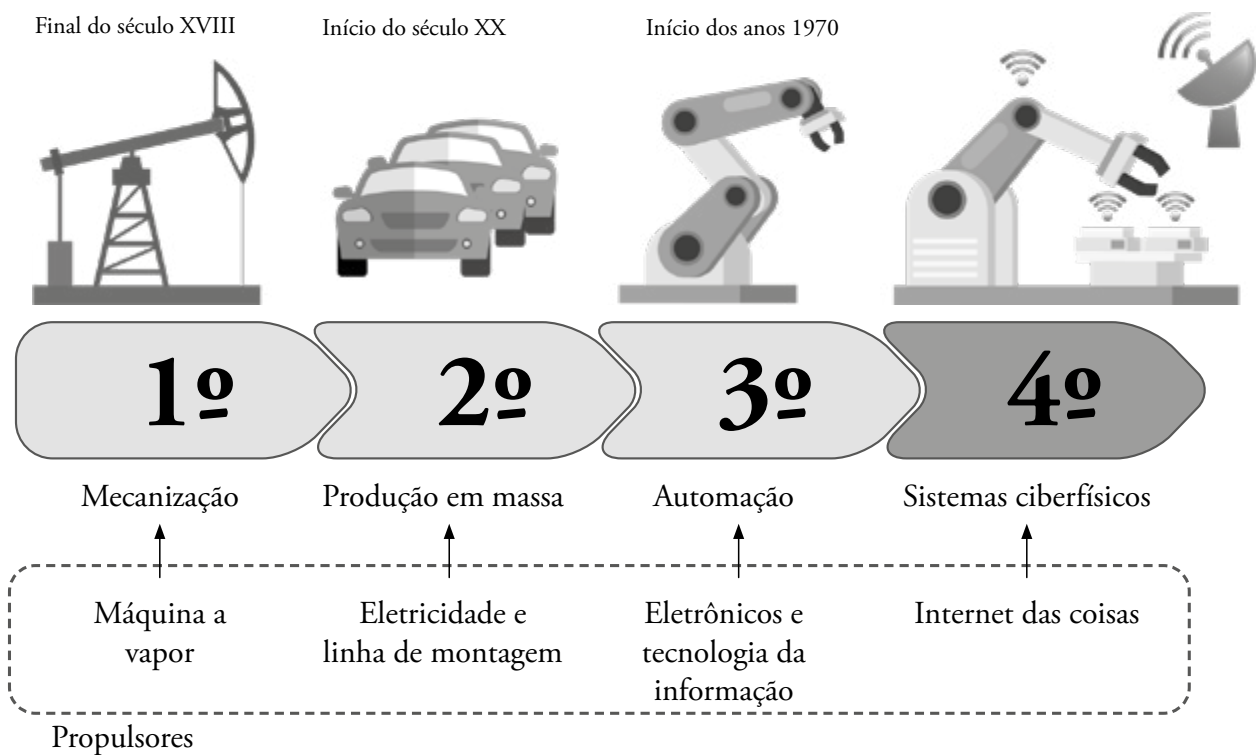 Final do século XVIII
Início do século XX
Início dos anos 1970
1º
2º
3º
4º
Mecanização
Produção em massa
Automação
Sistemas ciberfísicos
Máquina a
vapor
Eletricidade e
linha de montagem
Eletrônicos e
tecnologia da
informação
Internet das coisas
Propulsores